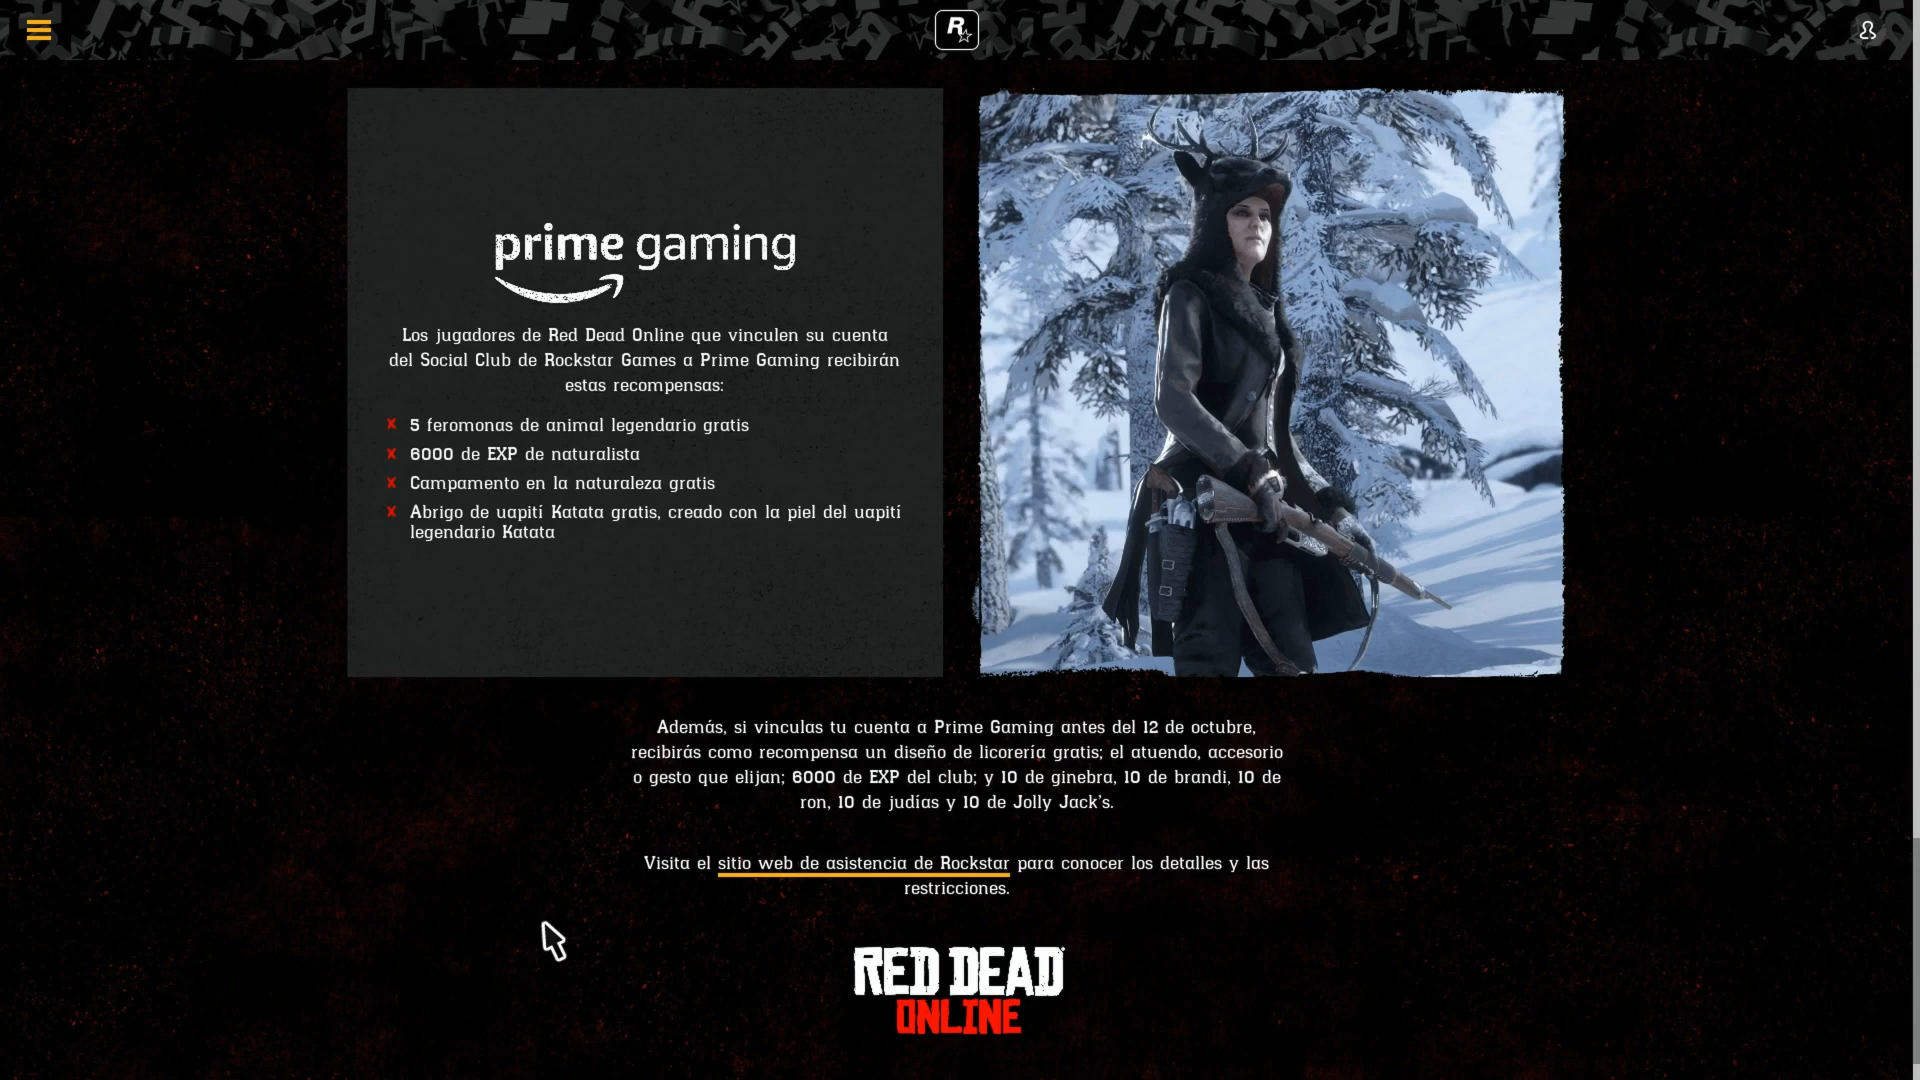 R
prime gaming
Los jugadores de Red Dead Online que vinculen su cuenta
del Social Club de Rockstar Games a Prime Gaming recibirán
estas recompensas:
5 feromonas de animal legendario gratis
6000 de EXP de naturalista
Campamento en la naturaleza gratis
Abrigo de uapití Katata gratis, creado con la piel del uapití
legendario Katata
Además, si vinculas tu cuenta a Prime Gaming antes del 12 de octubre,
recibirás como recompensa un diseño de licorería gratis; el atuendo, accesorio
o gesto que elijan; 6000 de EXP del club; y 10 de ginebra, 10 de brandi, 10 de
ron, 10 de judías y 10 de Jolly Jack's.
Visita el sitio web de asistencia de Rockstar para conocer los detalles y las
restricciones.
RED DEAD
ONLINE